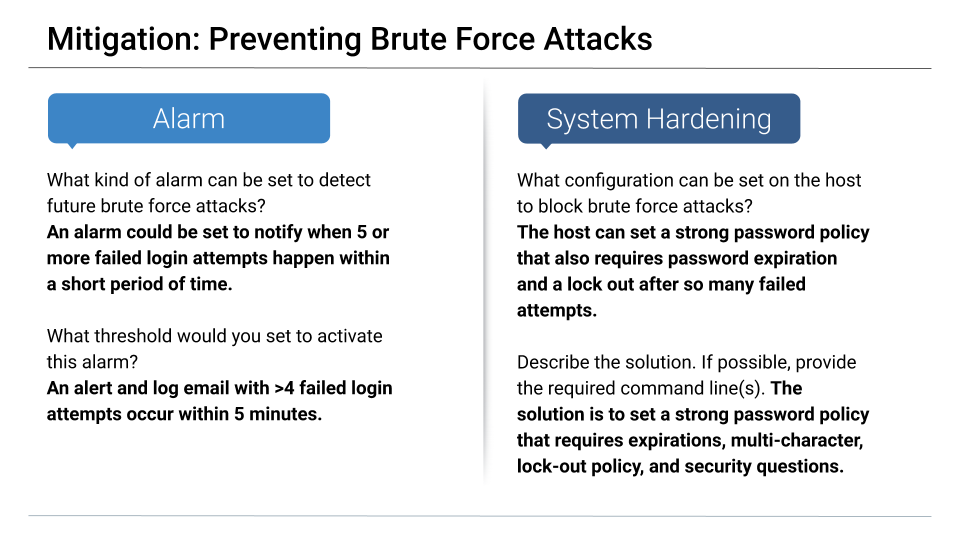 Mitigation: Preventing Brute Force Attacks
Alarm
What kind of alarm can be set to detect
future brute force attacks?
An alarm could be set to notify when 5 or
more failed login attempts happen within
a short period of time.
What threshold would you set to activate
this alarm?
An alert and log email with >4 failed login
attempts occur within 5 minutes.
System Hardening
What configuration can be set on the host
to block brute force attacks?
The host can set a strong password policy
that also requires password expiration
and a lock out after so many failed
attempts.
Describe the solution. If possible, provide
the required command line(s). The
solution is to set a strong password policy
that requires expirations, multi-character,
lock-out policy, and security questions.